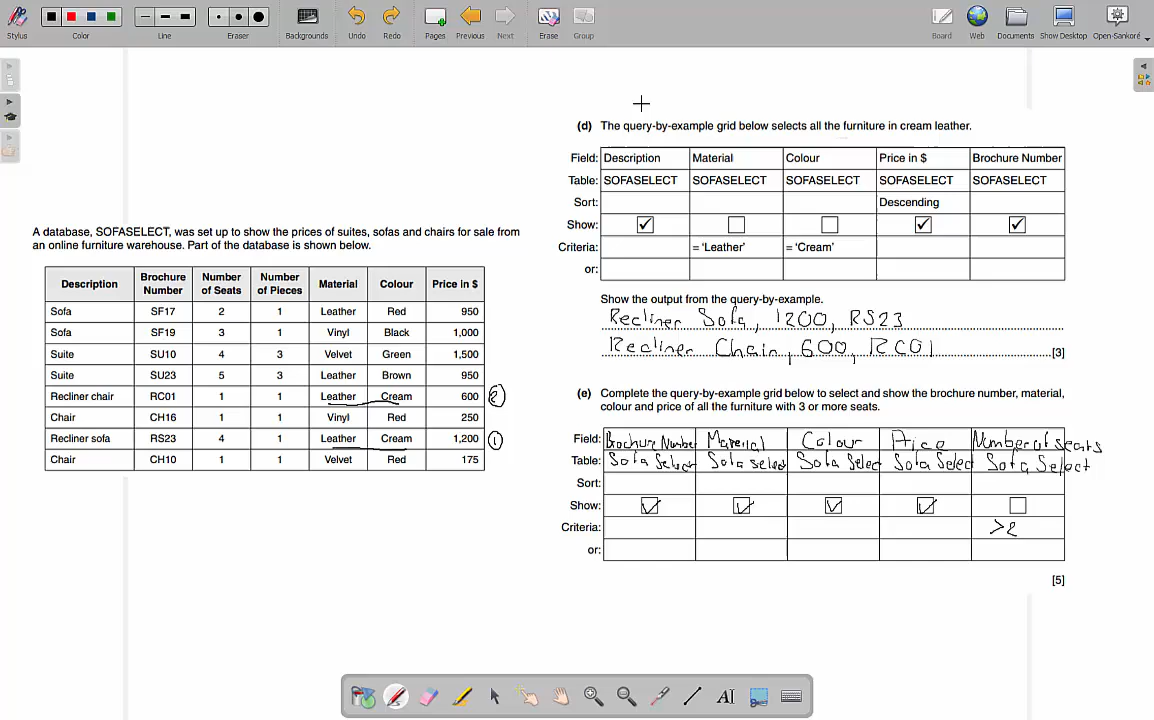 Stylus Color Line Eraser Backgrounds Undo Redo Pages Previous Next Erase Group Board Web Documents Show Desktop Open-Sankoré
A database, SOFASELECT, was set up to show the prices of suites, sofas and chairs for sale from
an online furniture warehouse. Part of the database is shown below.
Description Brochure Number Number of Seats Number of Pieces Material Colour Price in $
Sofa SF17 2 1 Leather Red 950
Sofa SF19 3 1 Vinyl Black 1,000
Suite SU10 4 3 Velvet Green 1,500
Suite SU23 5 3 Leather Brown 950
Recliner chair RC01 1 1 Leather Cream 600 2
Chair CH16 1 1 Vinyl Red 250
Recliner sofa RS23 4 1 Leather Cream 1,200 1
Chair CH10 1 1 Velvet Red 175
(d) The query-by-example grid below selects all the furniture in cream leather.
Field: Description Material Colour Price in $ Brochure Number
Table: SOFASELECT SOFASELECT SOFASELECT SOFASELECT SOFASELECT
Sort: Descending
Show: ✓ ✓ ✓
Criteria: = ‘Leather’ = ‘Cream’
or:
Show the output from the query-by-example.
Recliner Sofa, 1200, RS23
Recliner Chair, 600, RC01
[3]
(e) Complete the query-by-example grid below to select and show the brochure number, material,
colour and price of all the furniture with 3 or more seats.
Field: Brochure Number Material Colour Price Number of seats
Table: Sofa Select Sofa Select Sofa Select Sofa Select Sofa Select
Sort:
Show: ✓ ✓ ✓ ✓
Criteria: >2
or:
[5]
AI